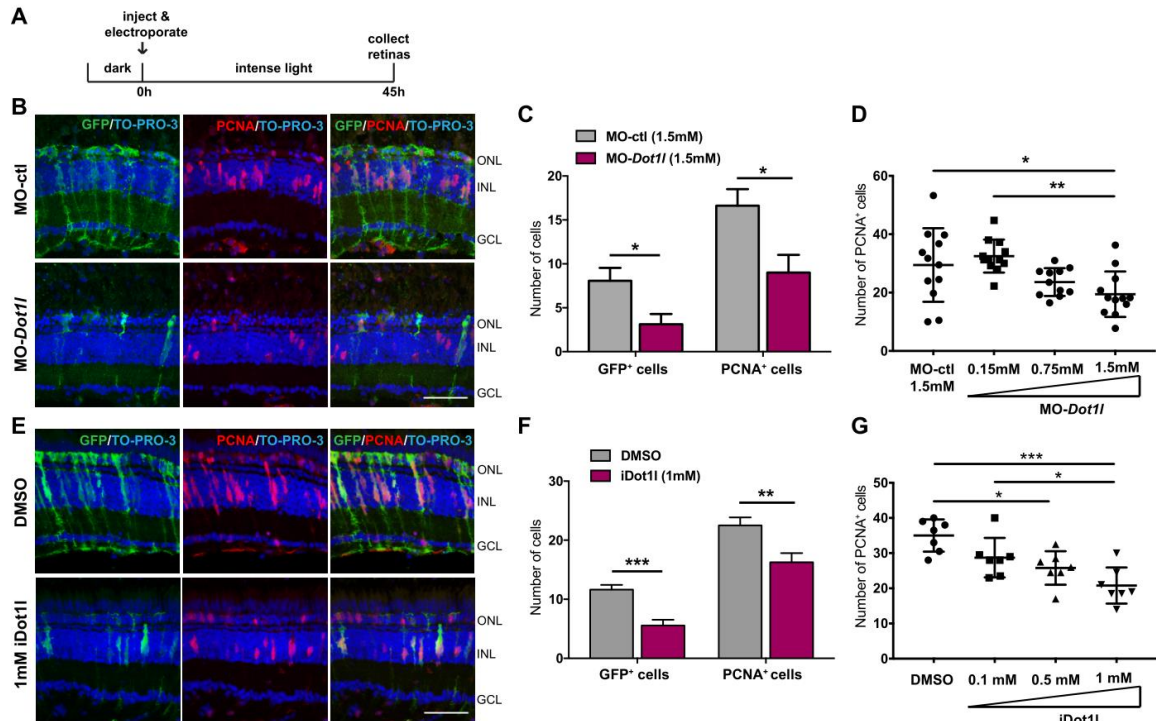 A
inject &
electroporate
collect
retinas
dark
intense light
0h
45h
B
GFP/TO-PRO-3
PCNA/TO-PRO-3
GFP/PCNA/TO-PRO-3
MO-ctl
ONL
INL
GCL
MO-Dot1l
ONL
INL
GCL
C
MO-ctl (1.5mM)
MO-Dot1l (1.5mM)
Number of cells
20
15
10
5
0
*
*
GFP+ cells
PCNA+ cells
D
Number of PCNA+ cells
60
40
20
0
*
**
MO-ctl
1.5mM
0.15mM
0.75mM
1.5mM
MO-Dot1l
E
GFP/TO-PRO-3
PCNA/TO-PRO-3
GFP/PCNA/TO-PRO-3
DMSO
ONL
INL
GCL
1mM iDot1l
ONL
INL
GCL
F
DMSO
iDot1l (1mM)
Number of cells
30
20
10
0
***
**
GFP+ cells
PCNA+ cells
G
Number of PCNA+ cells
50
40
30
20
10
0
***
*
*
DMSO
0.1 mM
0.5 mM
1 mM
iDot1l